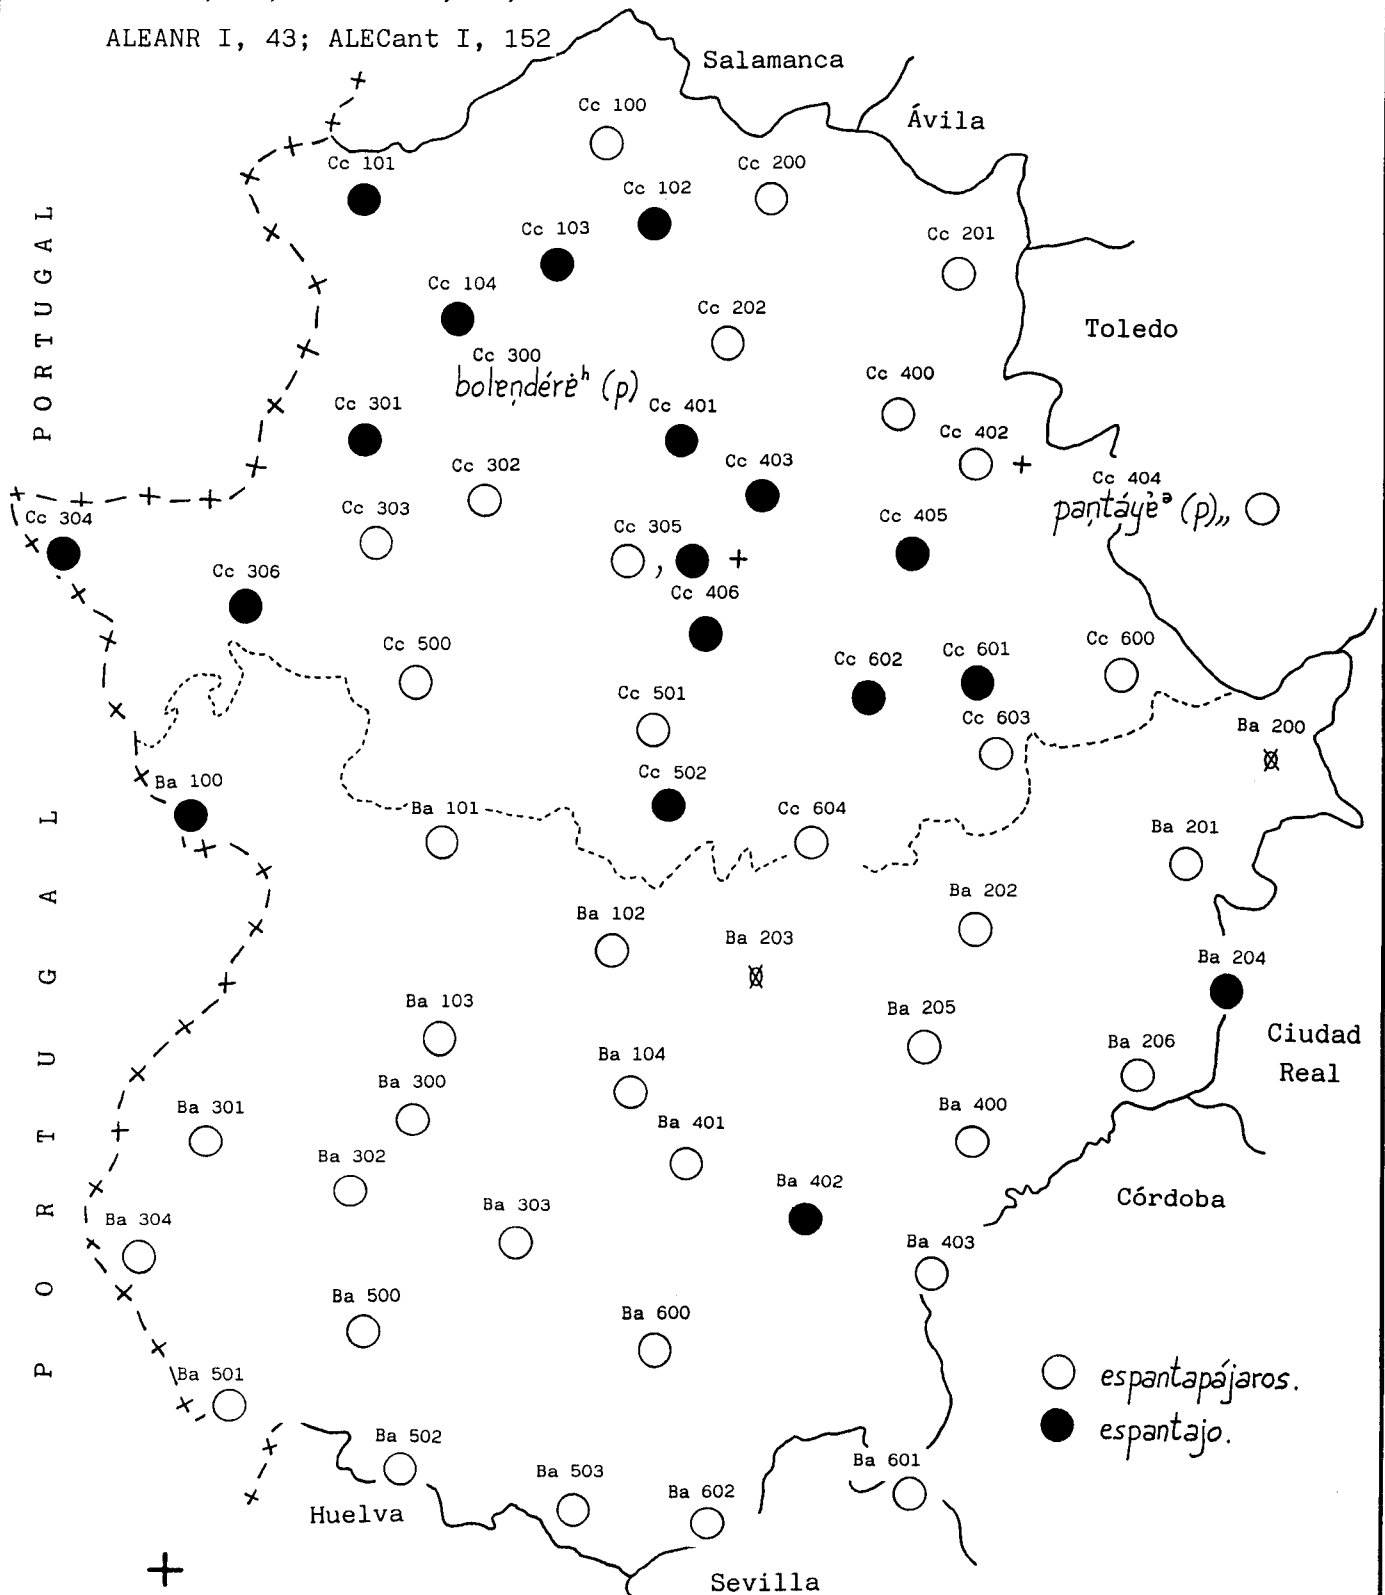 ALEANR I, 43; ALECant I, 152
Salamanca
Cc 100
Ávila
Cc 101
Cc 200
Cc 102
Cc 103
Cc 201
PORTUGAL
Cc 104
Cc 202
Toledo
Cc 300
(p)
Cc 400
Cc 301
Cc 401
Cc 402
+
Cc 302
Cc 403
Cc 404
(p),,
Cc 303
Cc 304
Cc 305
, +
Cc 405
Cc 306
Cc 406
Cc 500
Cc 602
Cc 601
Cc 600
Cc 501
Cc 603
Ba 200
Cc 502
Ba 100
Ba 101
Cc 604
Ba 201
PORTUGAL
Ba 202
Ba 102
Ba 203
Ba 204
Ba 103
Ba 205
Ciudad
Real
Ba 104
Ba 206
Ba 300
Ba 301
Ba 401
Ba 400
Ba 302
Ba 402
Córdoba
Ba 304
Ba 303
Ba 403
Ba 500
Ba 600
Ba 501
espantapájaros.
espantajo.
Ba 502
Ba 503
Ba 602
Ba 601
Huelva
+
Sevilla